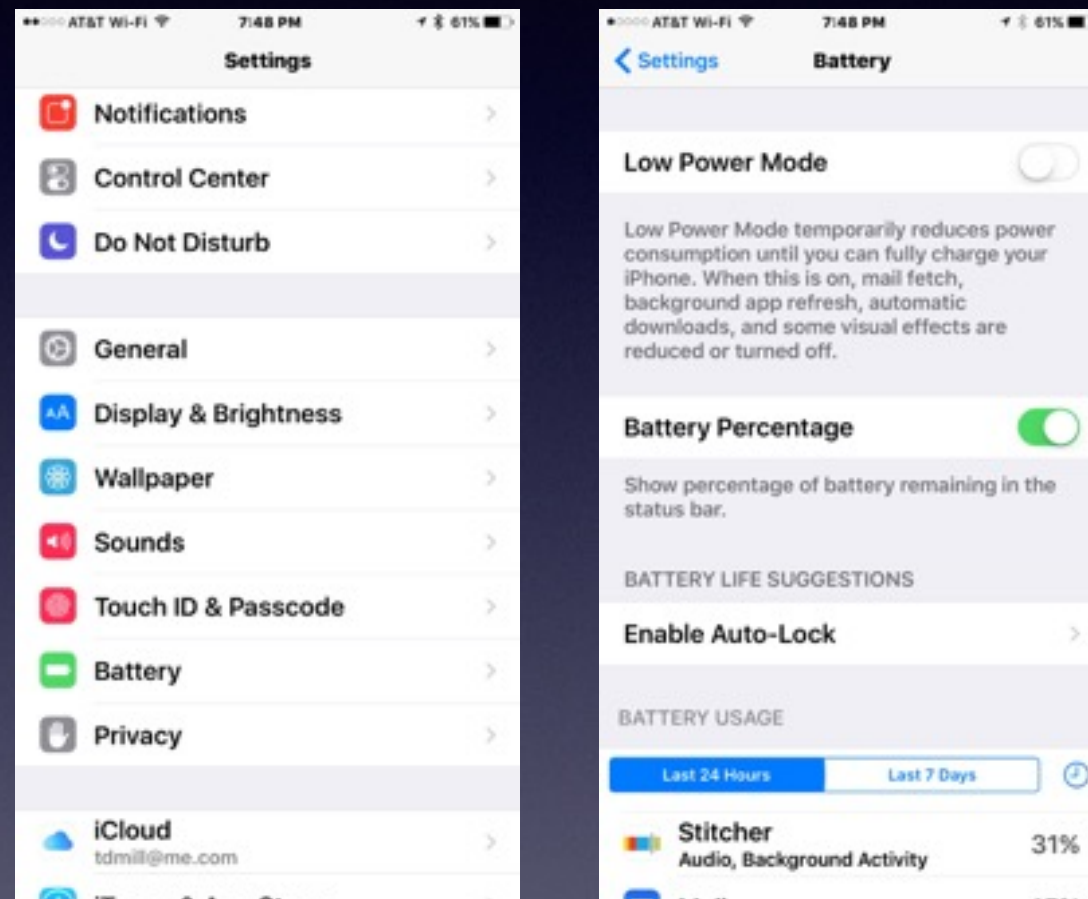 AT&T Wi-Fi 7:48 PM 61%
Settings
Notifications
Control Center
Do Not Disturb
General
AA Display & Brightness
Wallpaper
Sounds
Touch ID & Passcode
Battery
Privacy
iCloud
tdmill@me.com
AT&T Wi-Fi 7:48 PM 61%
Settings Battery
Low Power Mode
Low Power Mode temporarily reduces power
consumption until you can fully charge your
iPhone. When this is on, mail fetch,
background app refresh, automatic
downloads, and some visual effects are
reduced or turned off.
Battery Percentage
Show percentage of battery remaining in the
status bar.
BATTERY LIFE SUGGESTIONS
Enable Auto-Lock
BATTERY USAGE
Last 24 Hours Last 7 Days
Stitcher 31%
Audio, Background Activity